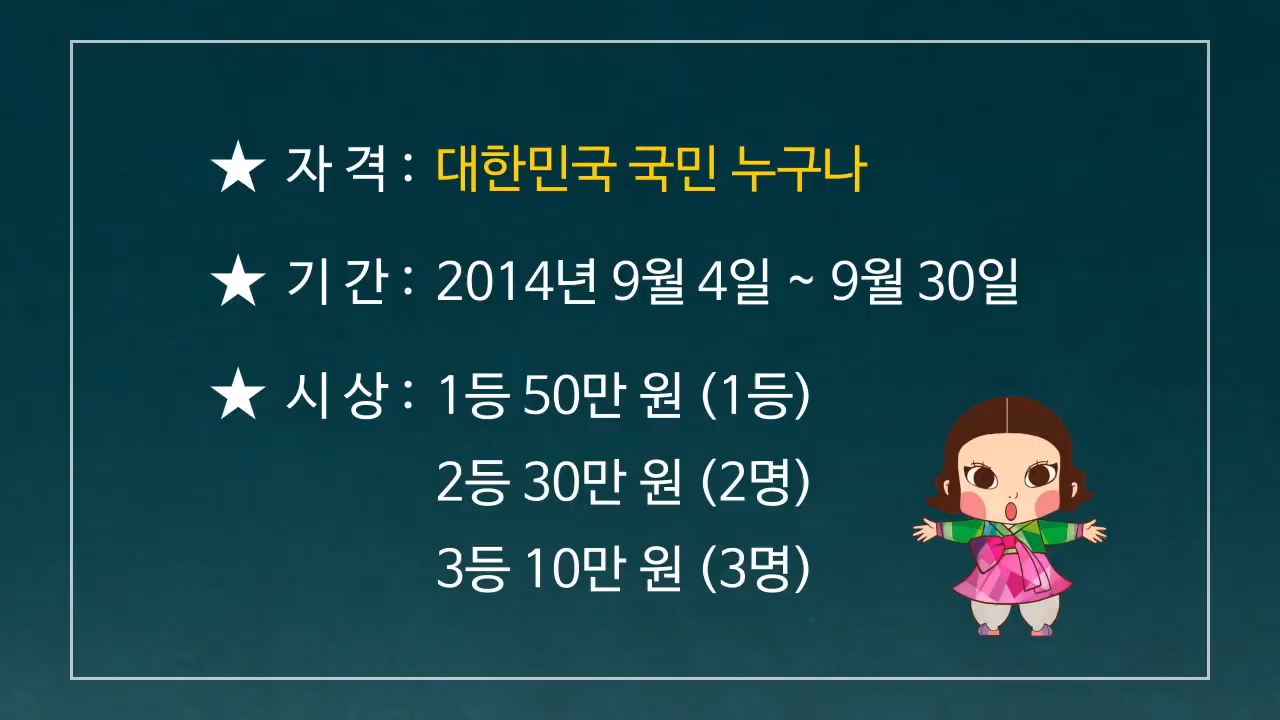 ★ 자 격 : 대한민국 국민 누구나
★ 기 간 : 2014년 9월 4일 ~ 9월 30일
★ 시 상 : 1등 50만 원 (1등)
2등 30만 원 (2명)
3등 10만 원 (3명)